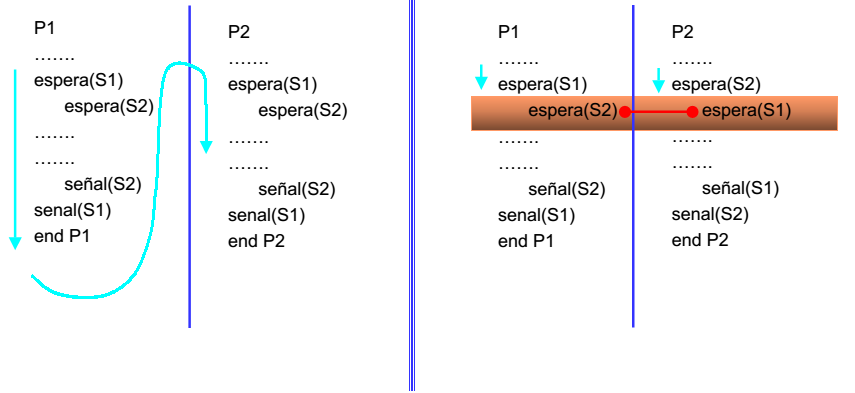 P1
.......
espera(S1)
espera(S2)
.......
.......
señal(S2)
senal(S1)
end P1
P2
.......
espera(S1)
espera(S2)
.......
.......
señal(S2)
senal(S1)
end P2
P1
.......
espera(S1)
espera(S2)
.......
.......
señal(S2)
senal(S1)
end P1
P2
.......
espera(S2)
espera(S1)
.......
.......
señal(S1)
senal(S2)
end P2